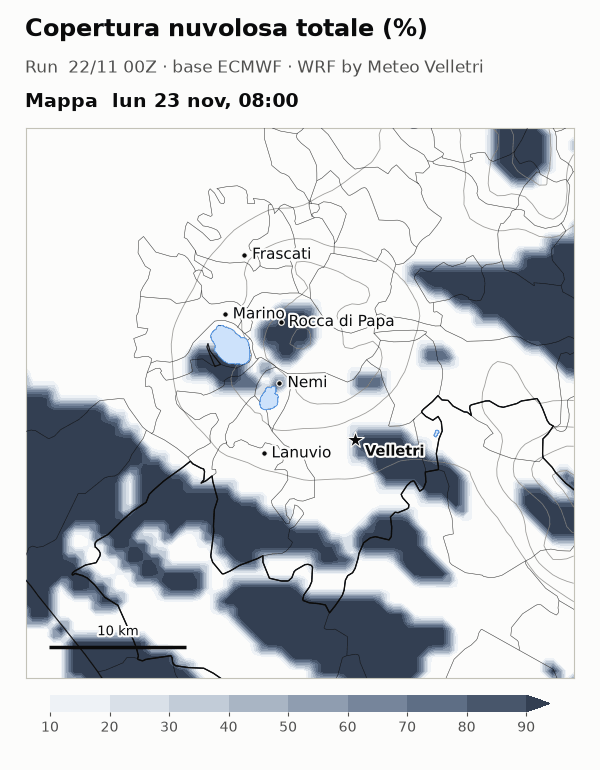 Copertura nuvolosa totale (%)
Run  22/11 00Z · base ECMWF · WRF by Meteo Velletri
Mappa  lun 23 nov, 08:00
Frascati
Marino
Rocca di Papa
Nemi
Velletri
Lanuvio
10 km
10 20 30 40 50 60 70 80 90